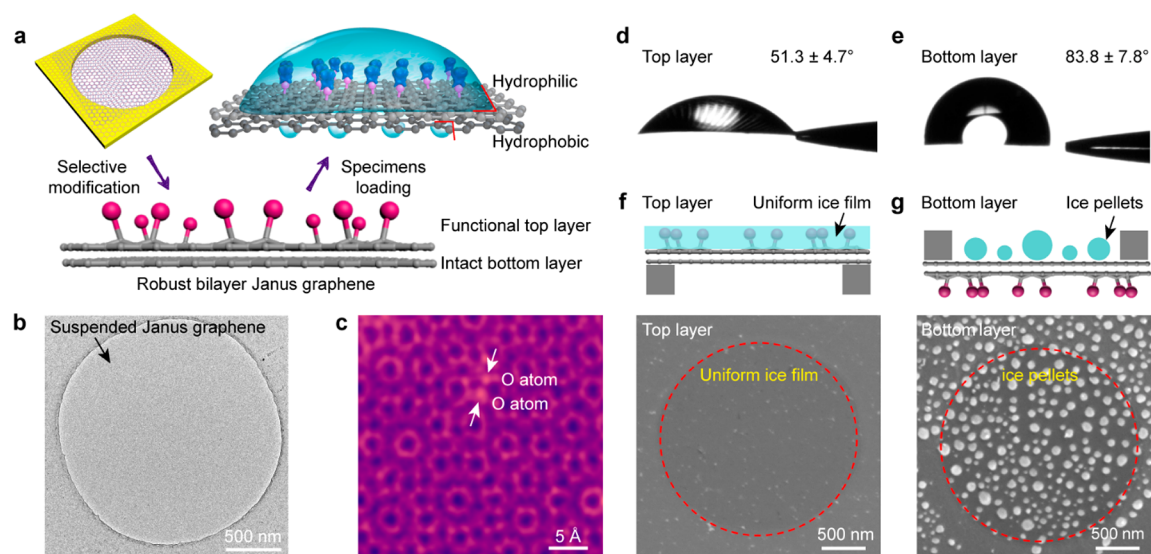 a
Hydrophilic
Hydrophobic
Selective
modification
Specimens
loading
Functional top layer
Intact bottom layer
Robust bilayer Janus graphene
b
Suspended Janus graphene
500 nm
c
O atom
O atom
5 Å
d
Top layer
51.3 ± 4.7°
e
Bottom layer
83.8 ± 7.8°
f
Top layer
Uniform ice film
g
Bottom layer
Ice pellets
Top layer
Uniform ice film
500 nm
Bottom layer
ice pellets
500 nm